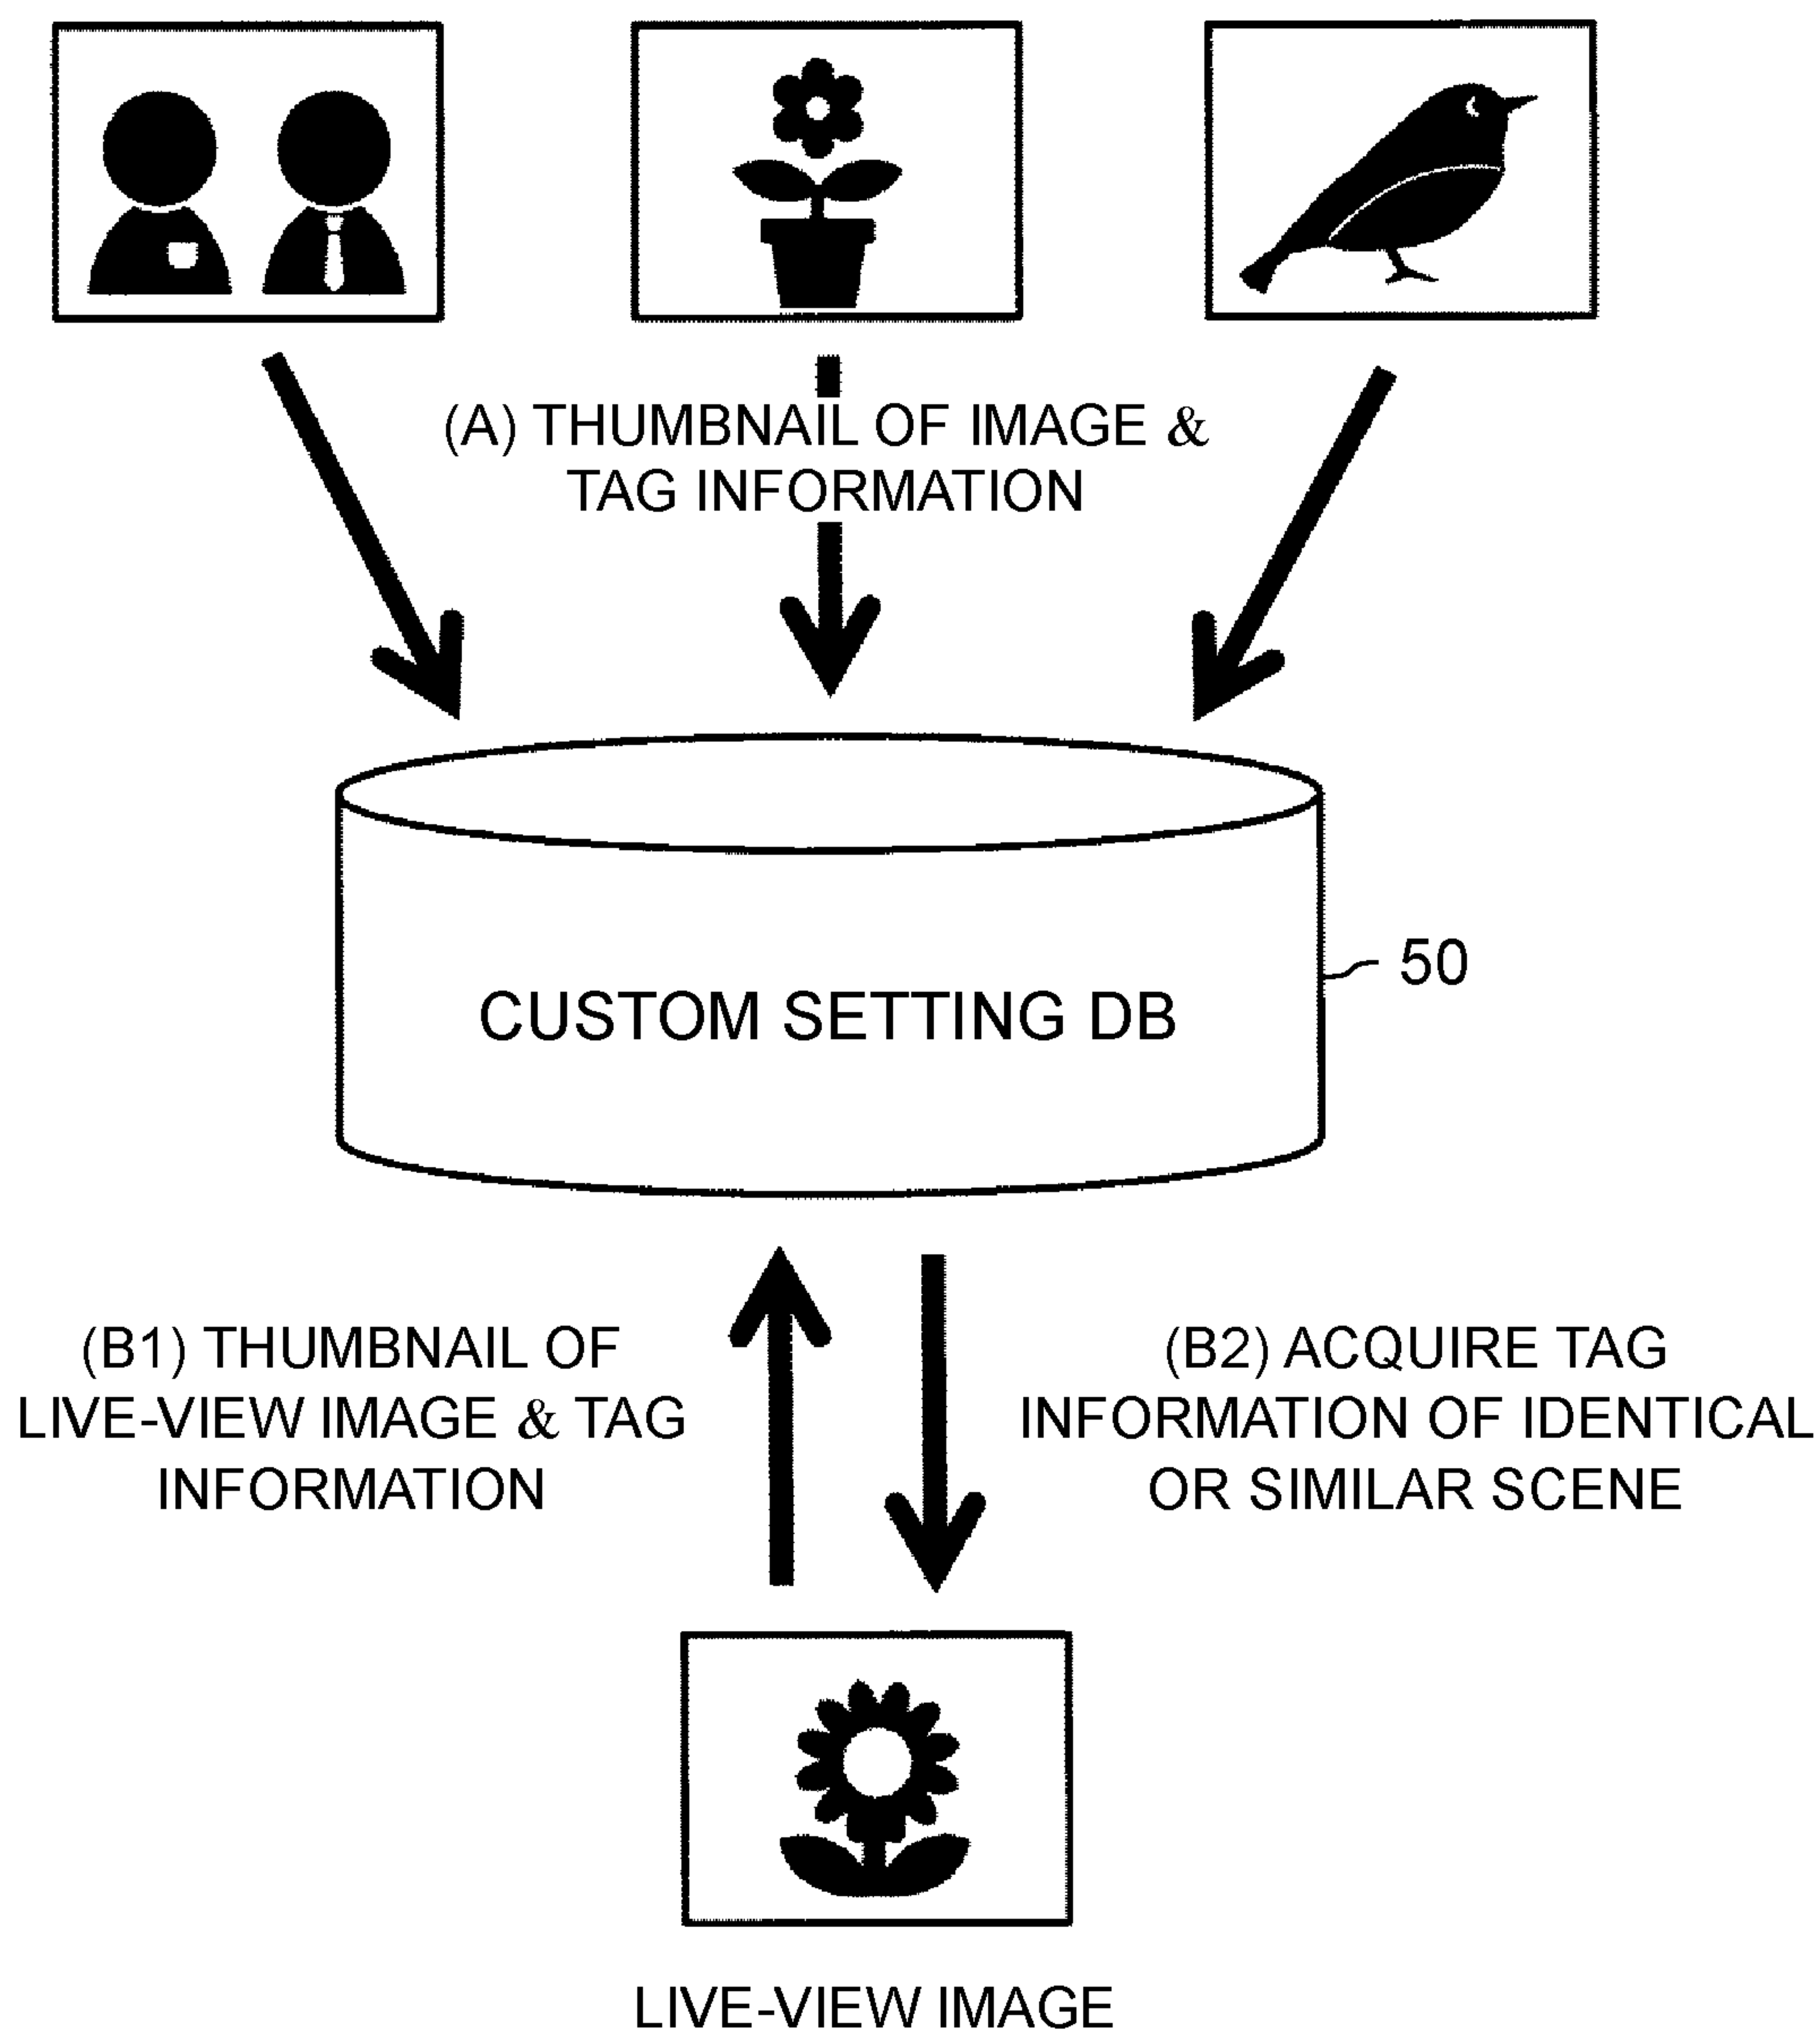 (A) THUMBNAIL OF IMAGE &
TAG INFORMATION
CUSTOM SETTING DB
50
(B1) THUMBNAIL OF
LIVE-VIEW IMAGE & TAG
INFORMATION
(B2) ACQUIRE TAG
INFORMATION OF IDENTICAL
OR SIMILAR SCENE
LIVE-VIEW IMAGE